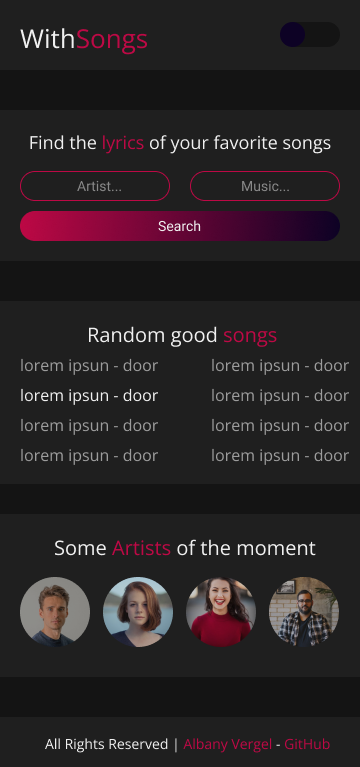 WithSongs
Find the lyrics of your favorite songs
Artist... Music...
Search
Random good songs
lorem ipsun - door lorem ipsun - door
lorem ipsun - door lorem ipsun - door
lorem ipsun - door lorem ipsun - door
lorem ipsun - door lorem ipsun - door
Some Artists of the moment
All Rights Reserved | Albany Vergel - GitHub